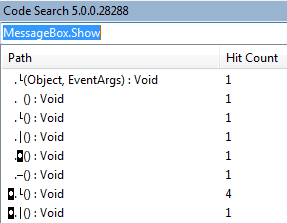 Code Search 5.0.0.28288
MessageBox.Show
Path Hit Count
.└(Object, EventArgs) : Void 1
. () : Void 1
.└() : Void 1
.|() : Void 1
.◘() : Void 1
.─() : Void 1
◘.└() : Void 4
◘.|() : Void 1